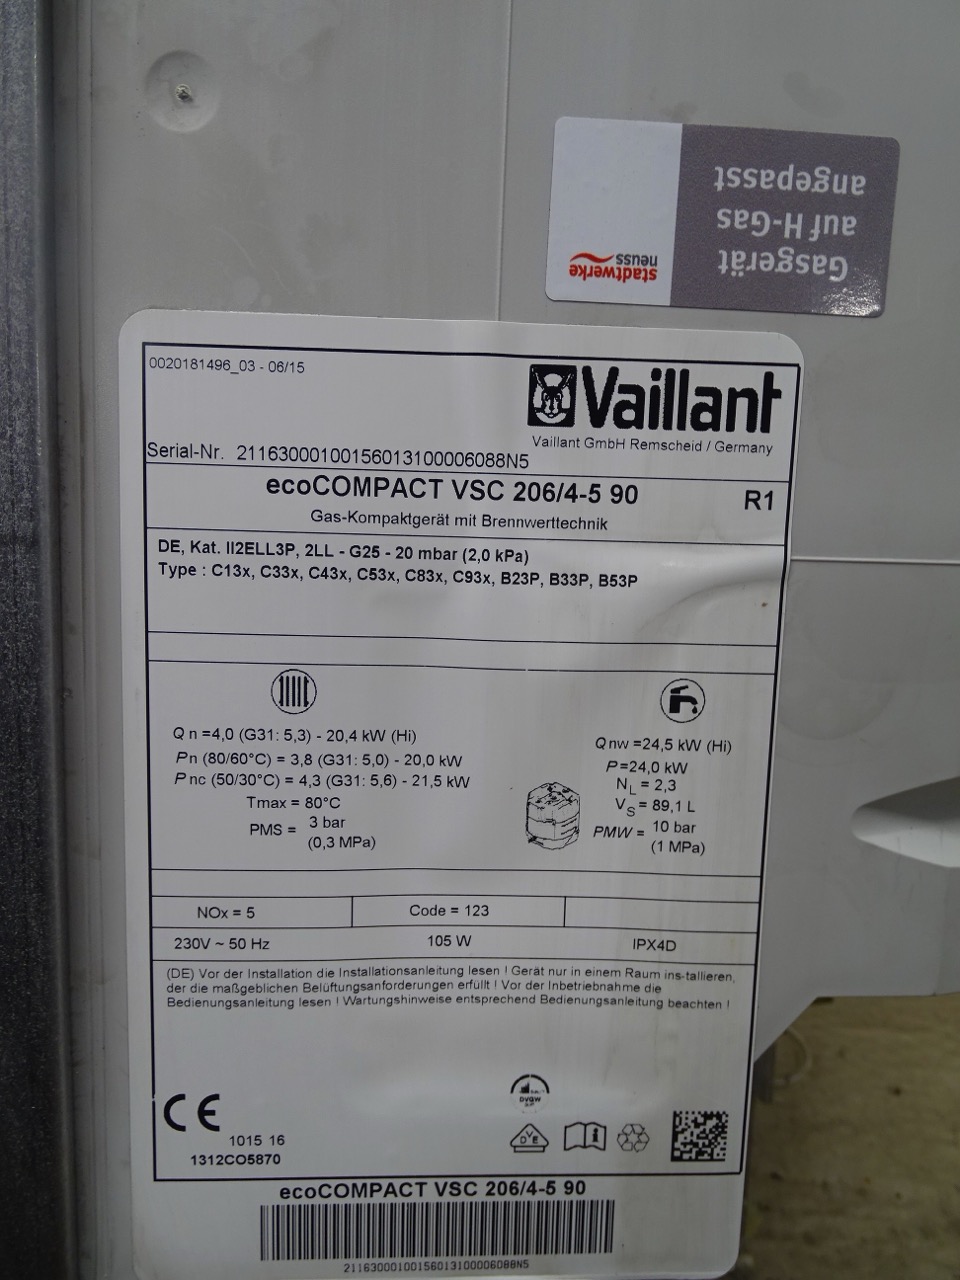 Gasgerät
auf H-Gas
angepasst
stadtwerke
neuss
0020181496_03 - 06/15
Vaillant
Vaillant GmbH Remscheid / Germany
Serial-Nr. 21163000100156013100006088N5
ecoCOMPACT VSC 206/4-5 90
R1
Gas-Kompaktgerät mit Brennwerttechnik
DE, Kat. II2ELL3P, 2LL - G25 - 20 mbar (2,0 kPa)
Type : C13x, C33x, C43x, C53x, C83x, C93x, B23P, B33P, B53P
Q n =4,0 (G31: 5,3) - 20,4 kW (Hi)
Pn (80/60°C) = 3,8 (G31: 5,0) - 20,0 kW
P nc (50/30°C) = 4,3 (G31: 5,6) - 21,5 kW
Tmax = 80°C
PMS = 3 bar
(0,3 MPa)
Q nw =24,5 kW (Hi)
P=24,0 kW
NL = 2,3
VS = 89,1 L
PMW = 10 bar
(1 MPa)
NOx = 5
Code = 123
230V ~ 50 Hz
105 W
IPX4D
(DE) Vor der Installation die Installationsanleitung lesen ! Gerät nur in einem Raum ins-tallieren,
der die maßgeblichen Belüftungsanforderungen erfüllt ! Vor der Inbetriebnahme die
Bedienungsanleitung lesen ! Wartungshinweise entsprechend Bedienungsanleitung beachten !
CE
1015 16
1312CO5870
DVGW
DVE
ecoCOMPACT VSC 206/4-5 90
21163000100156013100006088N5